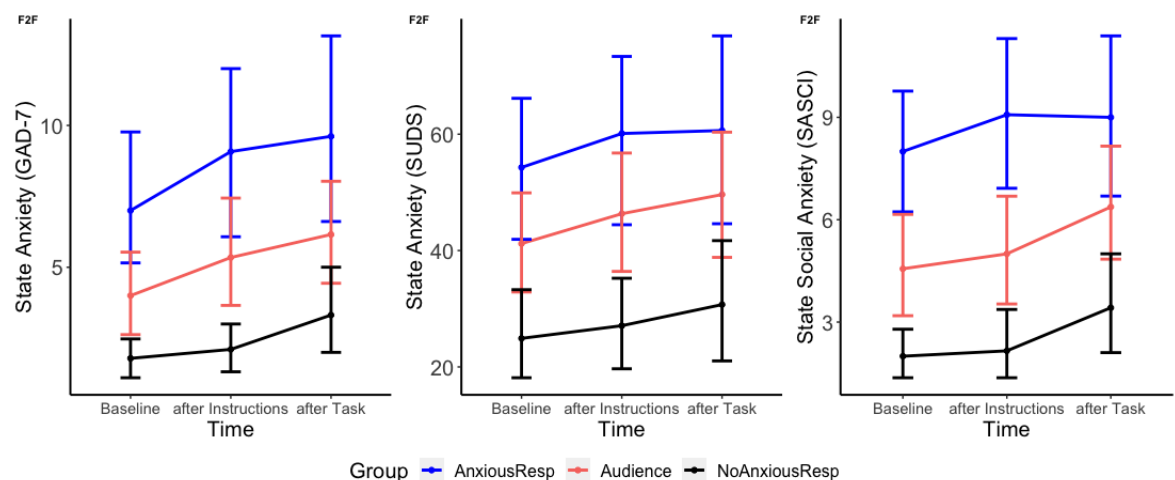 F2F
State Anxiety (GAD-7)
10
5
Baseline after Instructions after Task
Time
F2F
State Anxiety (SUDS)
60
40
20
Baseline after Instructions after Task
Time
F2F
State Social Anxiety (SASCI)
9
6
3
Baseline after Instructions after Task
Time
Group AnxiousResp Audience NoAnxiousResp